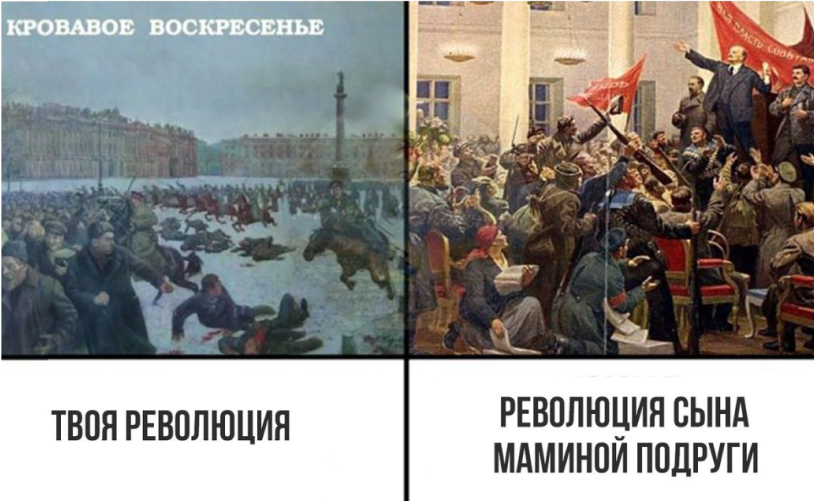 КРОВАВОЕ ВОСКРЕСЕНЬЕ
ТВОЯ РЕВОЛЮЦИЯ
РЕВОЛЮЦИЯ СЫНА
МАМИНОЙ ПОДРУГИ